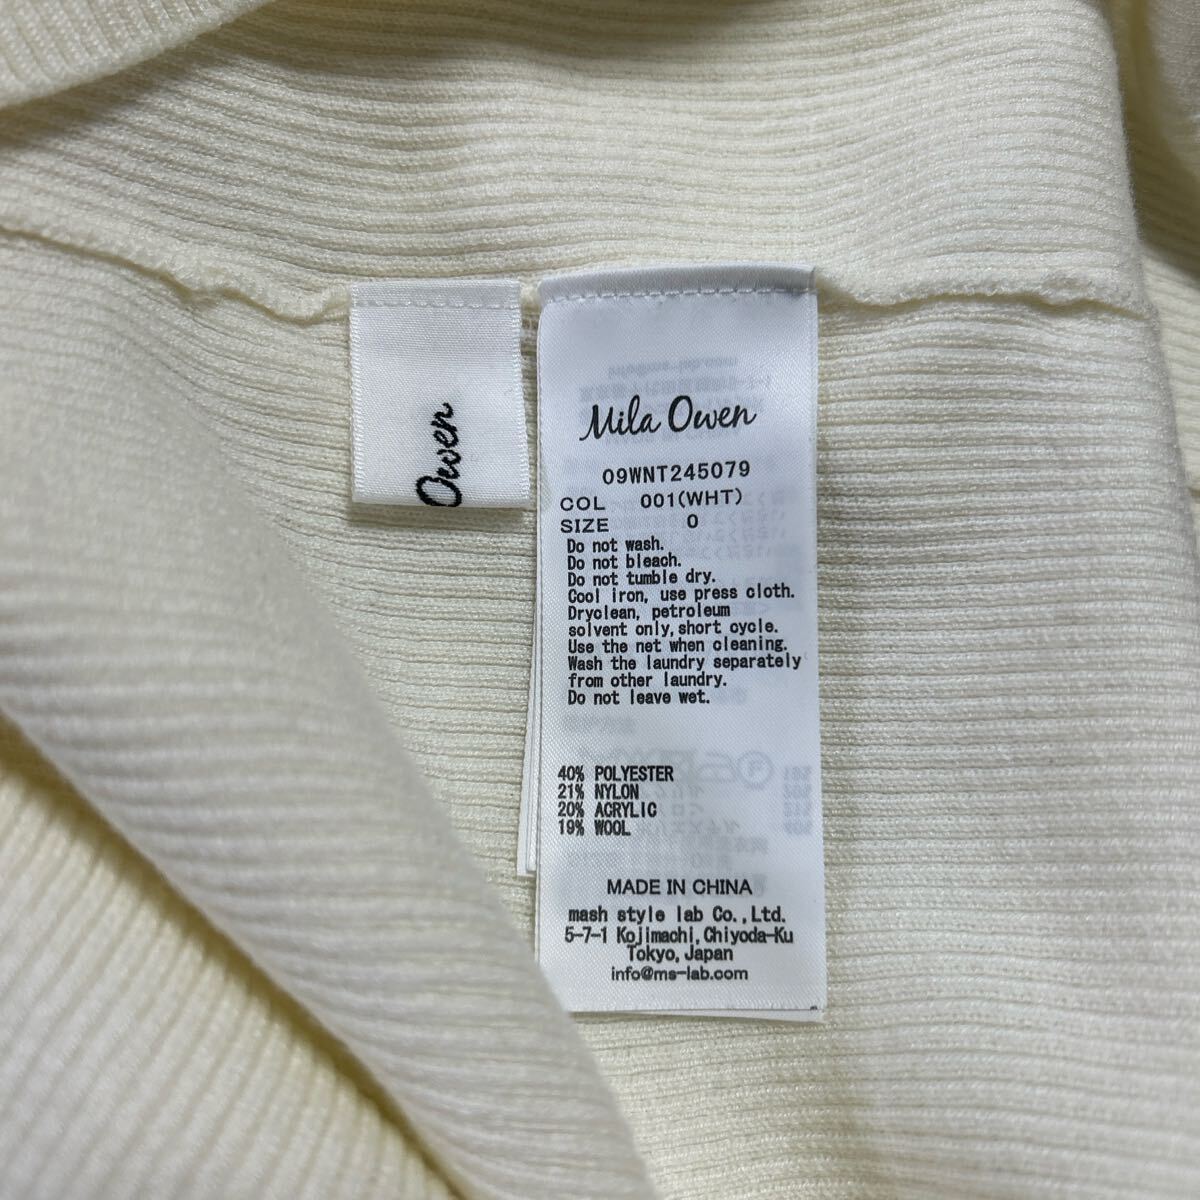 Owen
Mila Owen
09WNT245079
COL 001(WHT)
SIZE 0
Do not wash.
Do not bleach.
Do not tumble dry.
Cool iron, use press cloth.
Dryclean, petroleum
solvent only,short cycle.
Use the net when cleaning.
Wash the laundry separately
from other laundry.
Do not leave wet.
40% POLYESTER
21% NYLON
20% ACRYLIC
19% WOOL
MADE IN CHINA
mash style lab Co.,Ltd.
5-7-1 Kojimachi,Chiyoda-Ku
Tokyo,Japan
info@ms-lab.com